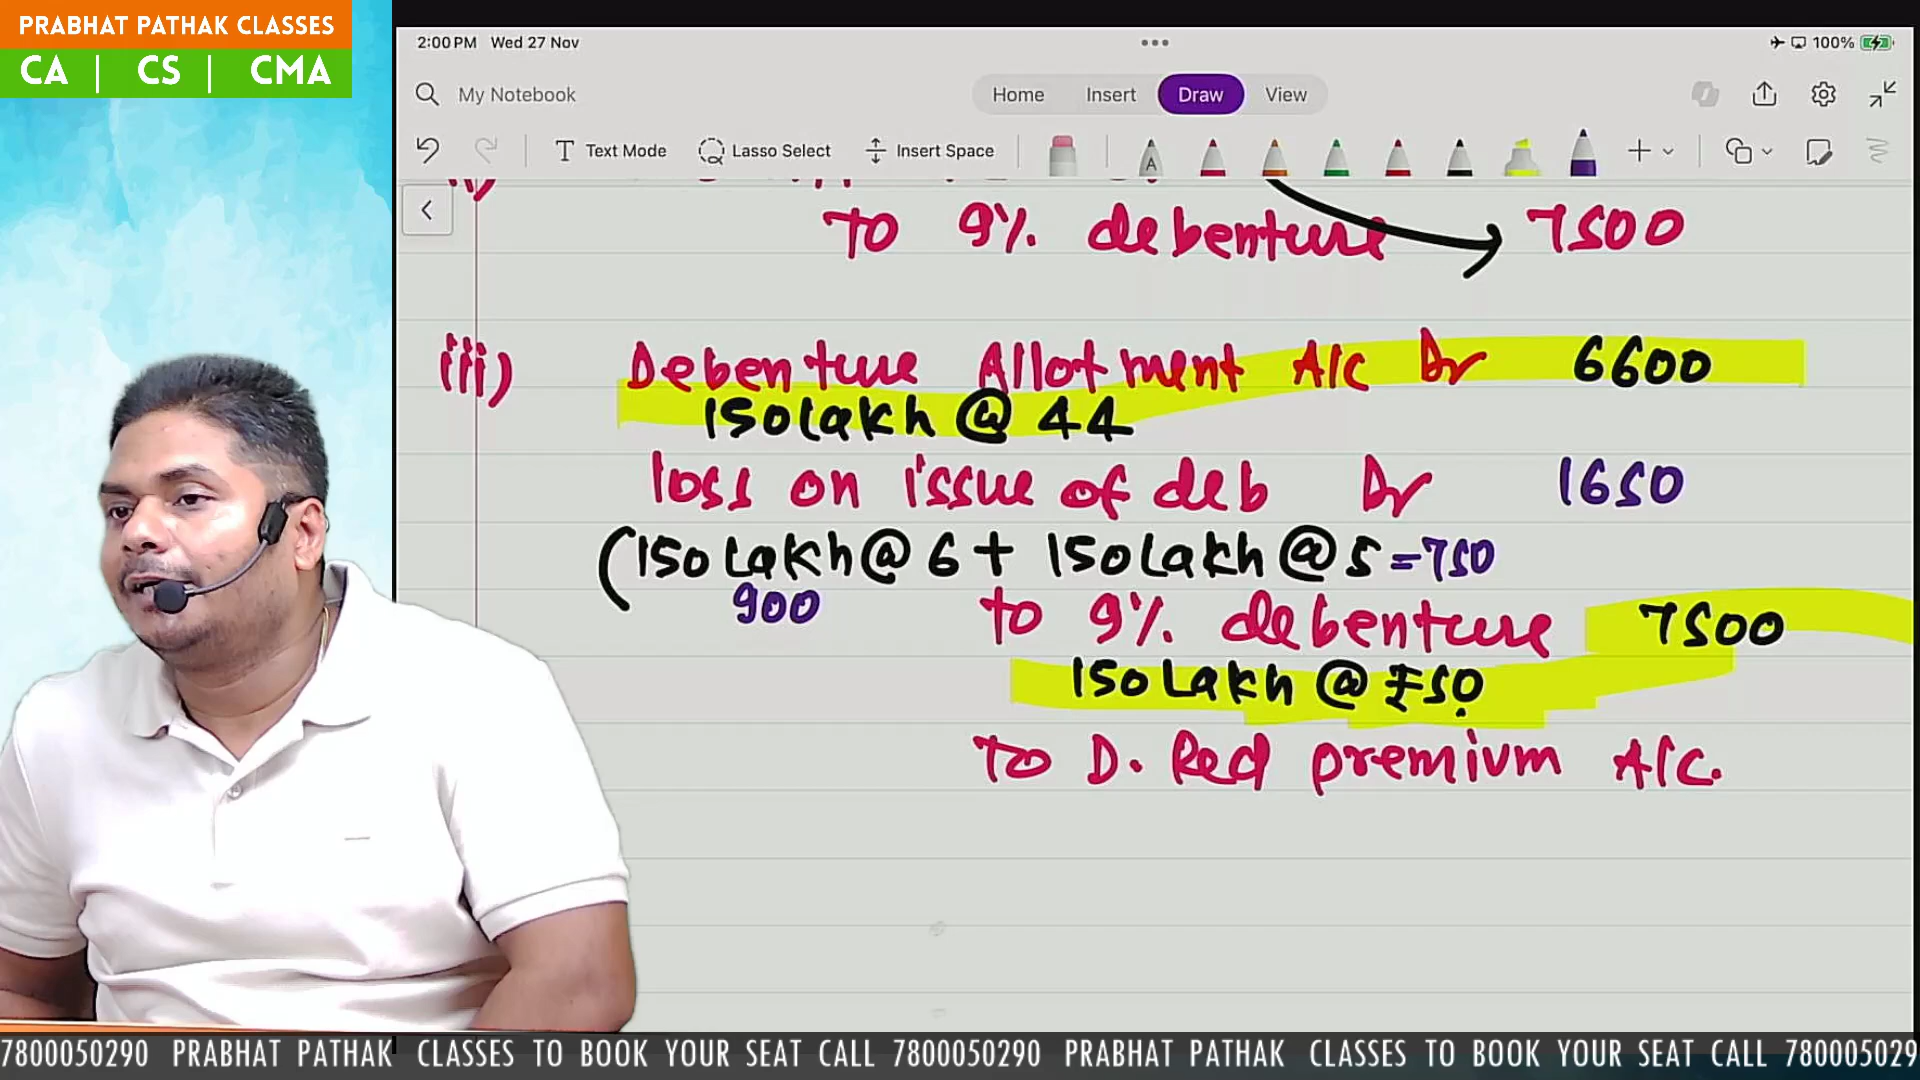 PRABHAT PATHAK CLASSES
CA | CS | CMA
2:00 PM Wed 27 Nov
100%
My Notebook
Home Insert Draw View
Text Mode Lasso Select Insert Space
A
To 9% debenture 7500
iii) Debenture Allotment A/c Dr 6600
150 lakh @ 44
loss on issue of deb Dr 1650
(150 Lakh @ 6 + 150 Lakh @ 5 = 750
900
to 9% debenture 7500
150 Lakh @ ₹50
To D. Red premium A/c.
7800050290 PRABHAT PATHAK CLASSES TO BOOK YOUR SEAT CALL 7800050290 PRABHAT PATHAK CLASSES TO BOOK YOUR SEAT CALL 780005029